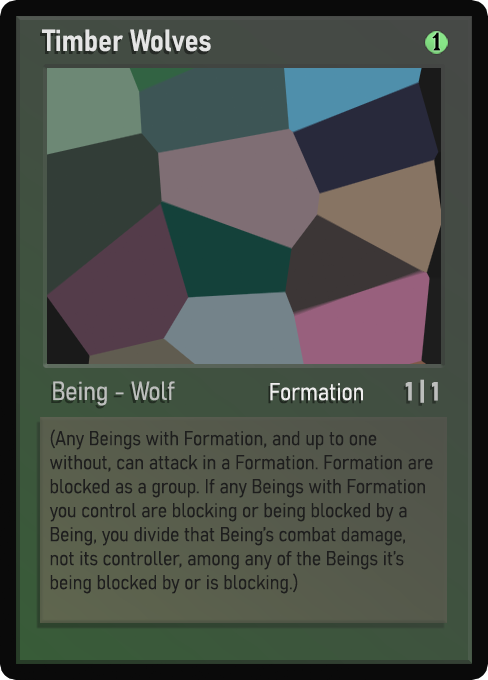 Timber Wolves
1
Being - Wolf Formation 1|1
(Any Beings with Formation, and up to one
without, can attack in a Formation. Formation are
blocked as a group. If any Beings with Formation
you control are blocking or being blocked by a
Being, you divide that Being's combat damage,
not its controller, among any of the Beings it's
being blocked by or is blocking.)